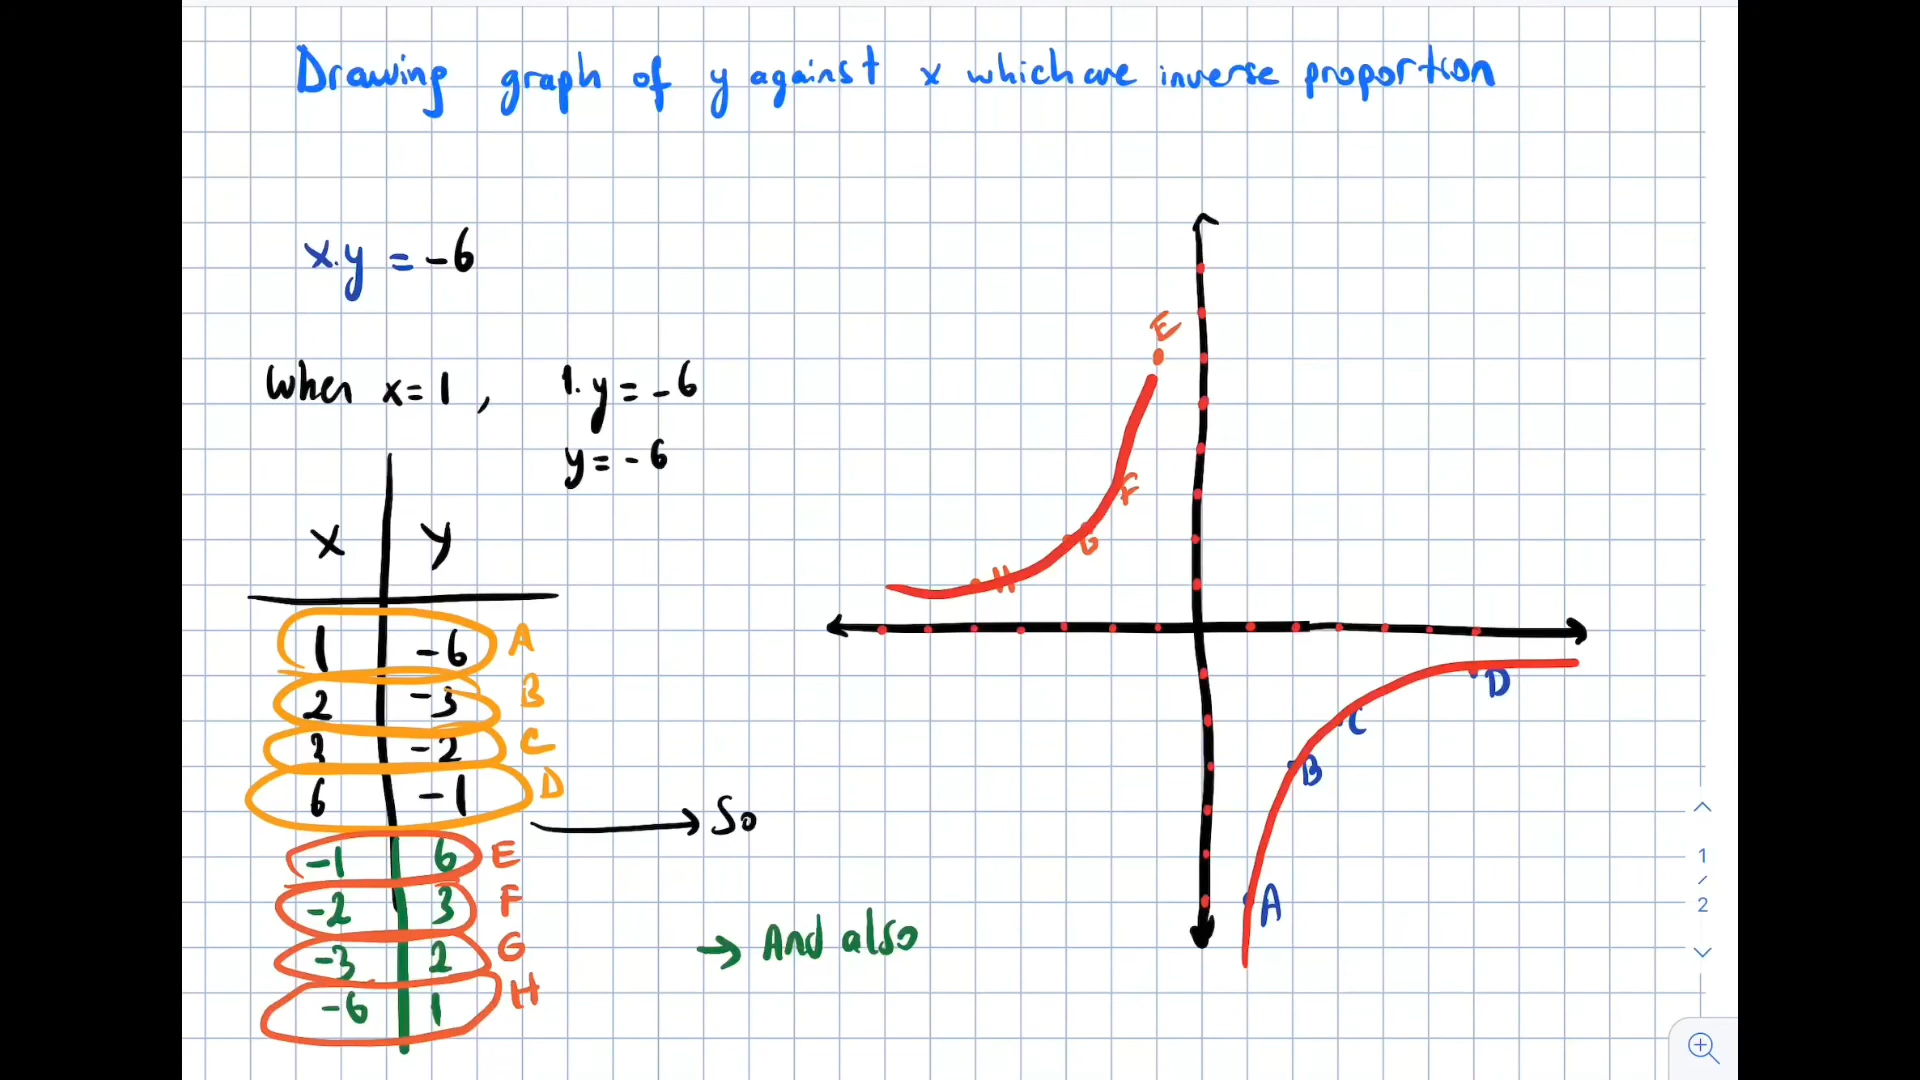 Drawing graph of y against x which are inverse proportion
x.y = -6
When x=1, 1.y = -6
y = -6
x y
1 -6 A
2 -3 B
3 -2 C
6 -1 D
→ So
-1 6 E
-2 3 F
-3 2 G
-6 1 H
→ And also
E
F
G
H
D
C
B
A
1
/
2